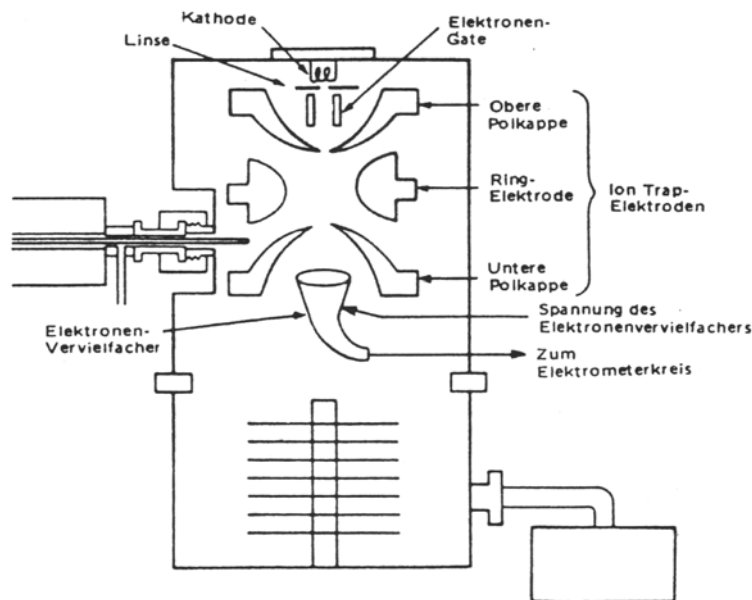 Kathode
Linse
Elektronen-
Gate
Obere
Polkappe
Ring-
Elektrode
Ion Trap-
Elektroden
Untere
Polkappe
Elektronen-
Vervielfacher
Spannung des
Elektronenvervielfachers
Zum
Elektrometerkreis